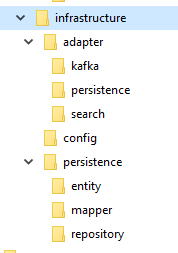 infrastructure
adapter
kafka
persistence
search
config
persistence
entity
mapper
repository